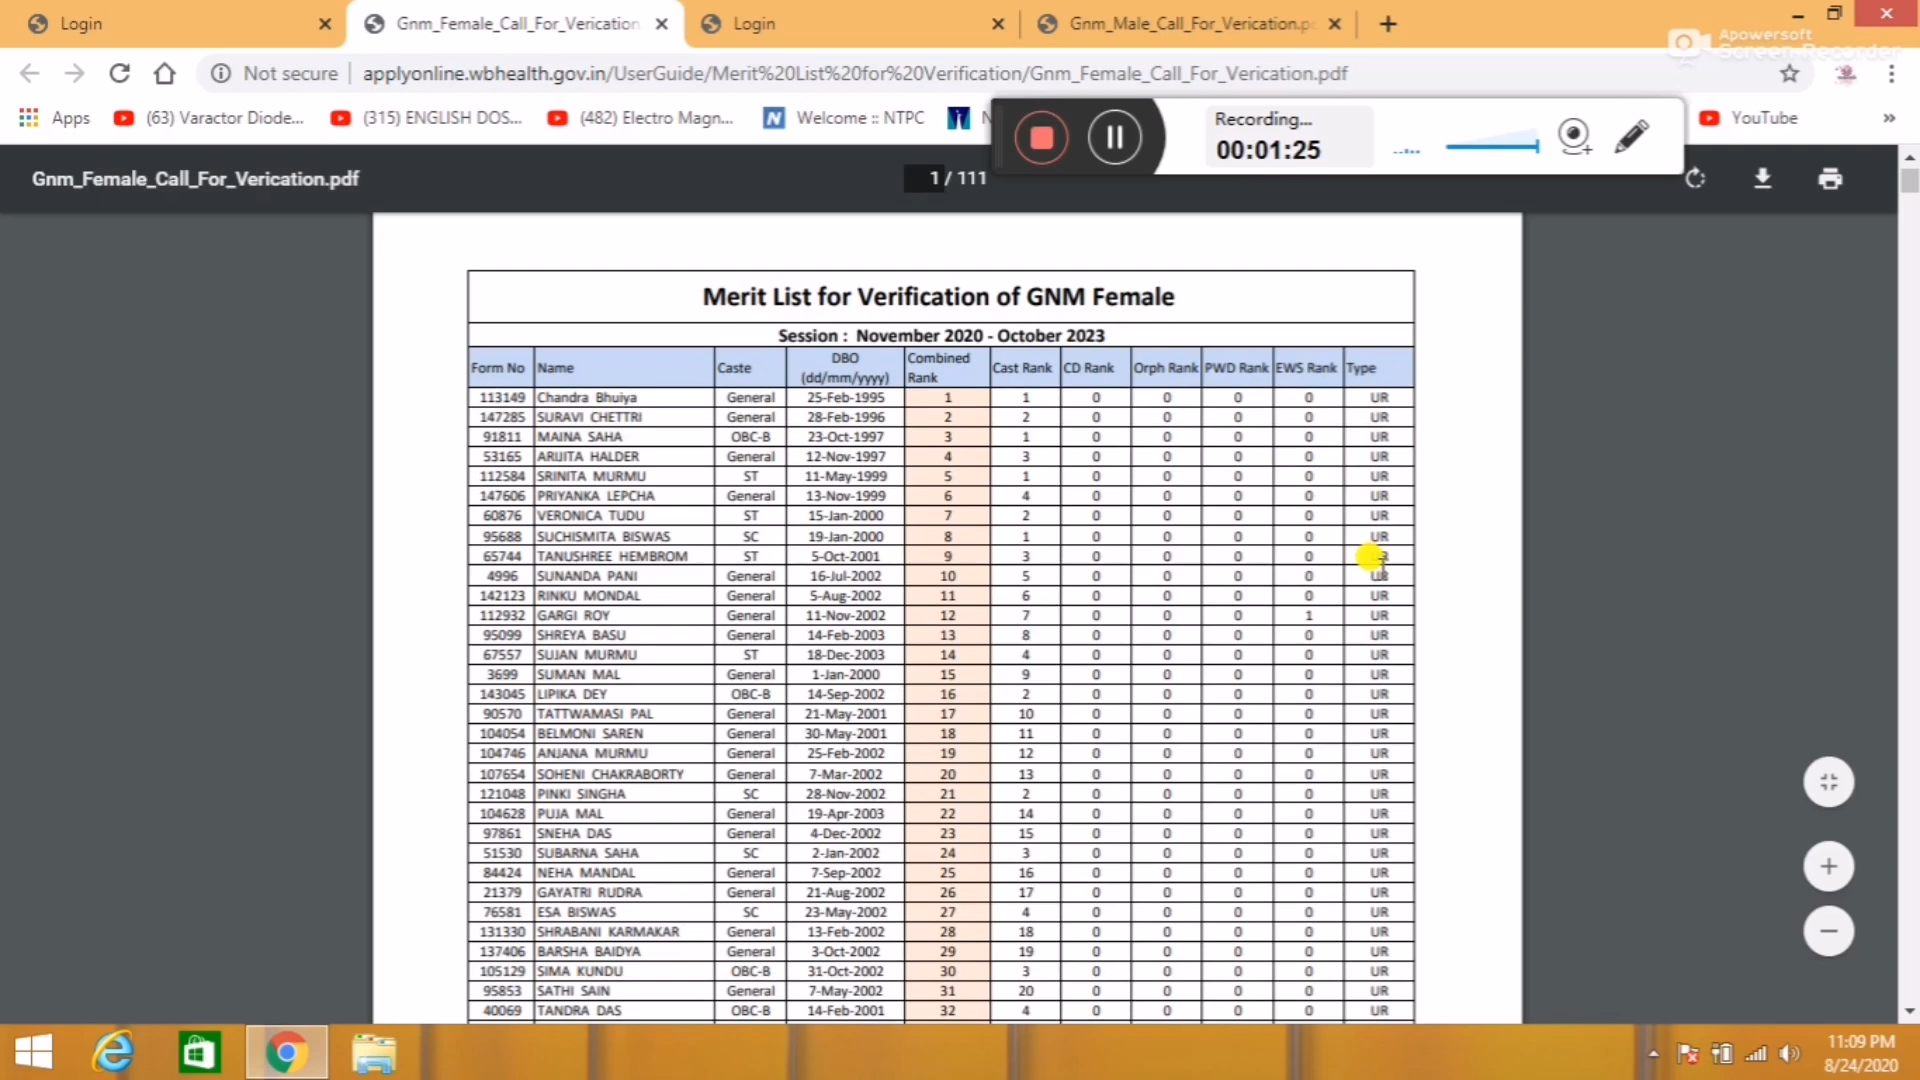 Login
Gnm_Female_Call_For_Verication
Login
Gnm_Male_Call_For_Verication.p
Apowersoft
Screen Recorder
Not secure
applyonline.wbhealth.gov.in/UserGuide/Merit%20List%20for%20Verification/Gnm_Female_Call_For_Verication.pdf
Apps
(63) Varactor Diode...
(315) ENGLISH DOS...
(482) Electro Magn...
Welcome :: NTPC
Recording...
00:01:25
YouTube
Gnm_Female_Call_For_Verication.pdf
1 / 111
Merit List for Verification of GNM Female
Session : November 2020 - October 2023
Form No Name Caste DBO (dd/mm/yyyy) Combined Rank Cast Rank CD Rank Orph Rank PWD Rank EWS Rank Type
113149 Chandra Bhuiya General 25-Feb-1995 1 1 0 0 0 0 UR
147285 SURAVI CHETTRI General 28-Feb-1996 2 2 0 0 0 0 UR
91811 MAINA SAHA OBC-B 23-Oct-1997 3 1 0 0 0 0 UR
53165 ARIJITA HALDER General 12-Nov-1997 4 3 0 0 0 0 UR
112584 SRINITA MURMU ST 11-May-1999 5 1 0 0 0 0 UR
147606 PRIYANKA LEPCHA General 13-Nov-1999 6 4 0 0 0 0 UR
60876 VERONICA TUDU ST 15-Jan-2000 7 2 0 0 0 0 UR
95688 SUCHISMITA BISWAS SC 19-Jan-2000 8 1 0 0 0 0 UR
65744 TANUSHREE HEMBROM ST 5-Oct-2001 9 3 0 0 0 0
4996 SUNANDA PANI General 16-Jul-2002 10 5 0 0 0 0 UR
142123 RINKU MONDAL General 5-Aug-2002 11 6 0 0 0 0 UR
112932 GARGI ROY General 11-Nov-2002 12 7 0 0 0 1 UR
95099 SHREYA BASU General 14-Feb-2003 13 8 0 0 0 0 UR
67557 SUJAN MURMU ST 18-Dec-2003 14 4 0 0 0 0 UR
3699 SUMAN MAL General 1-Jan-2000 15 9 0 0 0 0 UR
143045 LIPIKA DEY OBC-B 14-Sep-2002 16 2 0 0 0 0 UR
90570 TATTWAMASI PAL General 21-May-2001 17 10 0 0 0 0 UR
104054 BELMONI SAREN General 30-May-2001 18 11 0 0 0 0 UR
104746 ANJANA MURMU General 25-Feb-2002 19 12 0 0 0 0 UR
107654 SOHENI CHAKRABORTY General 7-Mar-2002 20 13 0 0 0 0 UR
121048 PINKI SINGHA SC 28-Nov-2002 21 2 0 0 0 0 UR
104628 PUJA MAL General 19-Apr-2003 22 14 0 0 0 0 UR
97861 SNEHA DAS General 4-Dec-2002 23 15 0 0 0 0 UR
51530 SUBARNA SAHA SC 2-Jan-2002 24 3 0 0 0 0 UR
84424 NEHA MANDAL General 7-Sep-2002 25 16 0 0 0 0 UR
21379 GAYATRI RUDRA General 21-Aug-2002 26 17 0 0 0 0 UR
76581 ESA BISWAS SC 23-May-2002 27 4 0 0 0 0 UR
131330 SHRABANI KARMAKAR General 13-Feb-2002 28 18 0 0 0 0 UR
137406 BARSHA BAIDYA General 3-Oct-2002 29 19 0 0 0 0 UR
105129 SIMA KUNDU OBC-B 31-Oct-2002 30 3 0 0 0 0 UR
95853 SATHI SAIN General 7-May-2002 31 20 0 0 0 0 UR
40069 TANDRA DAS OBC-B 14-Feb-2001 32 4 0 0 0 0 UR
11:09 PM
8/24/2020